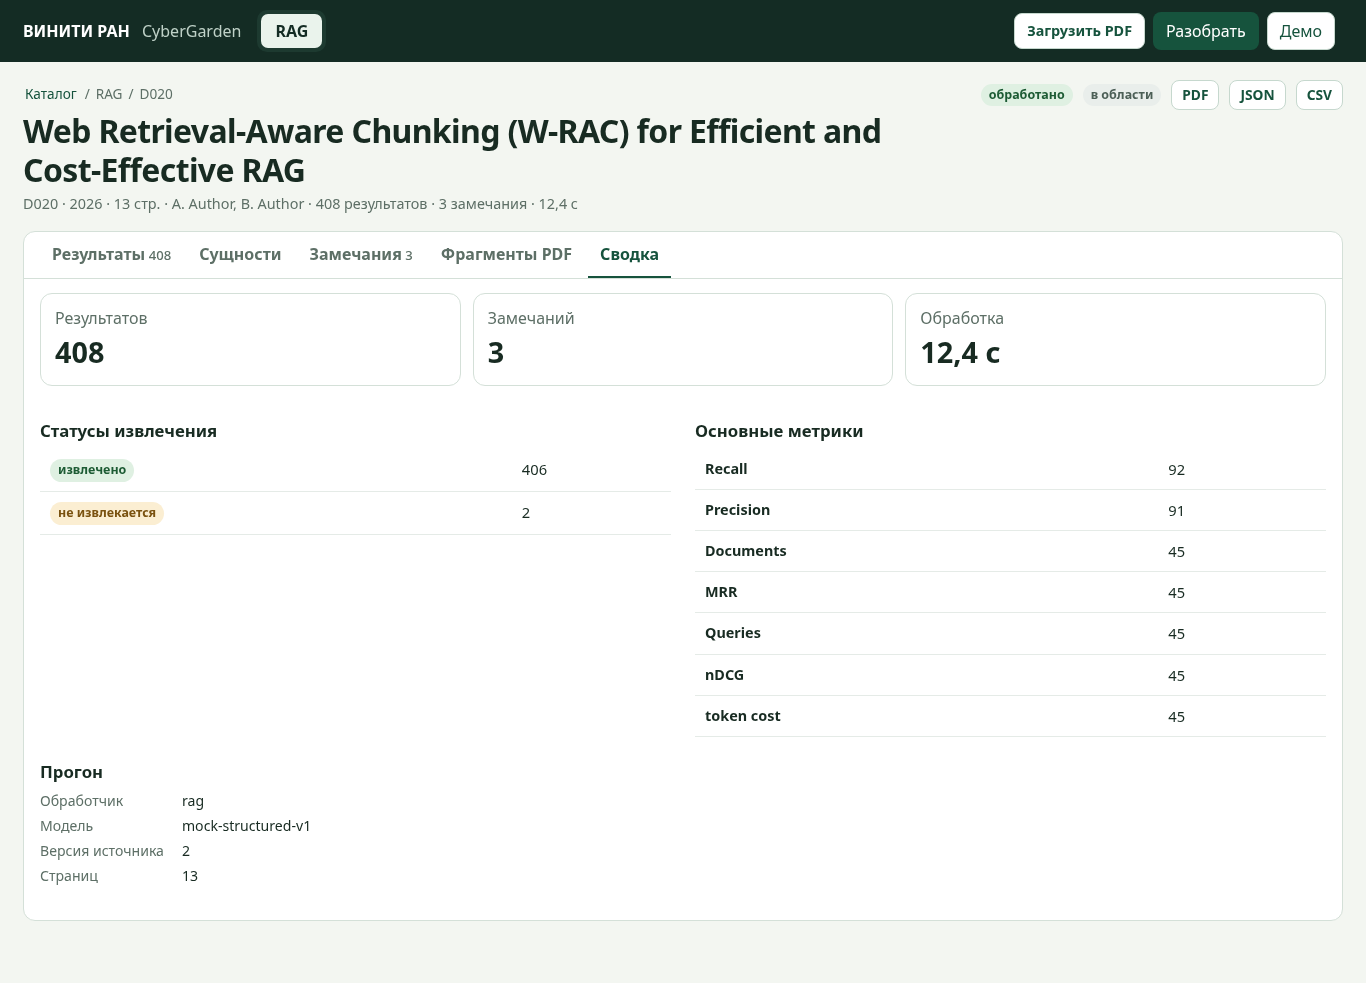 ВИНИТИ РАН CyberGarden RAG Загрузить PDF Разобрать Демо
Каталог / RAG / D020 обработано в области PDF JSON CSV
Web Retrieval-Aware Chunking (W-RAC) for Efficient and
Cost-Effective RAG
D020 · 2026 · 13 стр. · A. Author, B. Author · 408 результатов · 3 замечания · 12,4 с
Результаты 408 Сущности Замечания 3 Фрагменты PDF Сводка
Результатов
408
Замечаний
3
Обработка
12,4 с
Статусы извлечения
извлечено 406
не извлекается 2
Основные метрики
Recall 92
Precision 91
Documents 45
MRR 45
Queries 45
nDCG 45
token cost 45
Прогон
Обработчик rag
Модель mock-structured-v1
Версия источника 2
Страниц 13